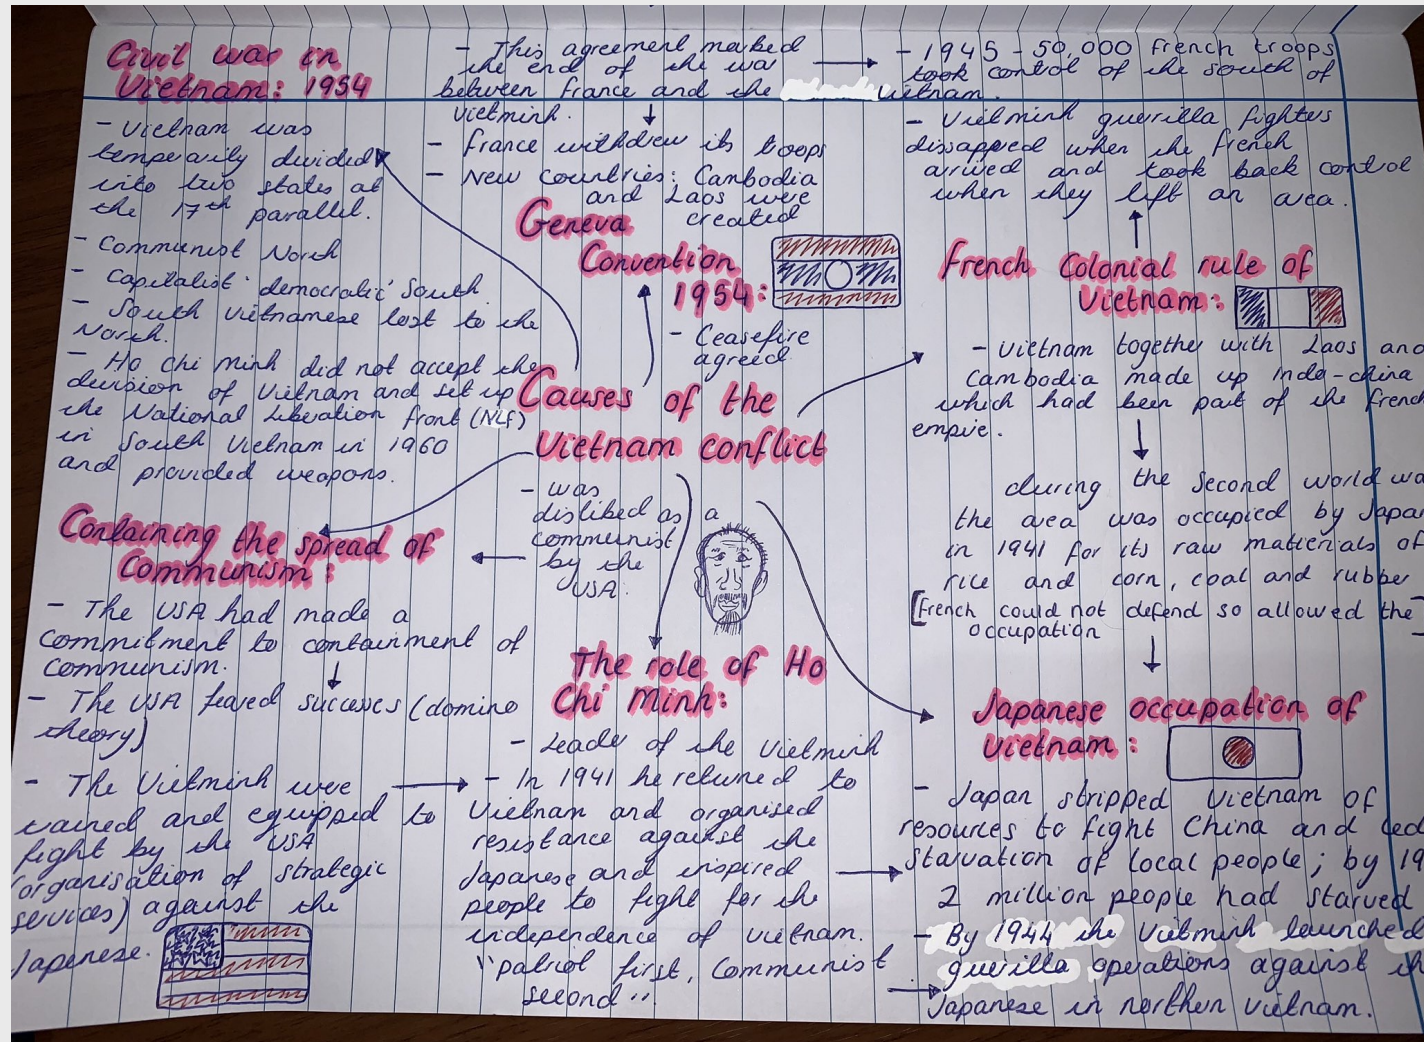 Civil war in
Vietnam: 1954
- Vietnam was
temperarily divided
into two states at
the 17th parallel.
- Communist North
- Capitalist 'democratic' South
- South Vietnamese lost to the
North.
- Ho Chi Minh did not accept the
division of Vietnam and set up
the National Liberation Front (NLF)
in South Vietnam in 1960
and provided weapons.
- This agreement marked
the end of the war
between France and the
Vietminh.
- France withdrew its troops
- New countries: Cambodia
and Laos were
created
Geneva
Convention
1954:
- Ceasefire
agreed
- 1945 - 50,000 French troops
took control of the south of
Vietnam.
- Vietminh guerilla fighters
dissappred when the French
arrived and took back control
when they left an area.
French Colonial rule of
Vietnam:
- Vietnam together with Laos and
Cambodia made up Indo-china
which had been part of the French
empire.
during the second world wa
the area was occupied by Japan
in 1941 for its raw materials of
rice and corn, coal and rubber
[French could not defend so allowed the
occupation
Causes of the
Vietnam conflict
- was
disliked as a
communist
by the
USA.
Containing the spread of
Communism:
- The USA had made a
commitment to containment of
communism.
- The USA feared successes (domino
theory)
- The Vietminh were
trained and equipped to
fight by the USA
(organisation of strategic
services) against the
Japenese.
The role of Ho
Chi Minh:
- Leader of the Vietminh
- In 1941 he returned to
Vietnam and organised
resistance against the
Japanese and inspired
people to fight for the
independence of Vietnam.
"patriot first, Communist
second"
Japanese occupation of
Vietnam:
- Japan stripped Vietnam of
resources to fight China and led
starvation of local people; by 19
2 million people had starved
- By 1944 the Vietminh launched
guerilla operations against th
Japanese in northern Vietnam.